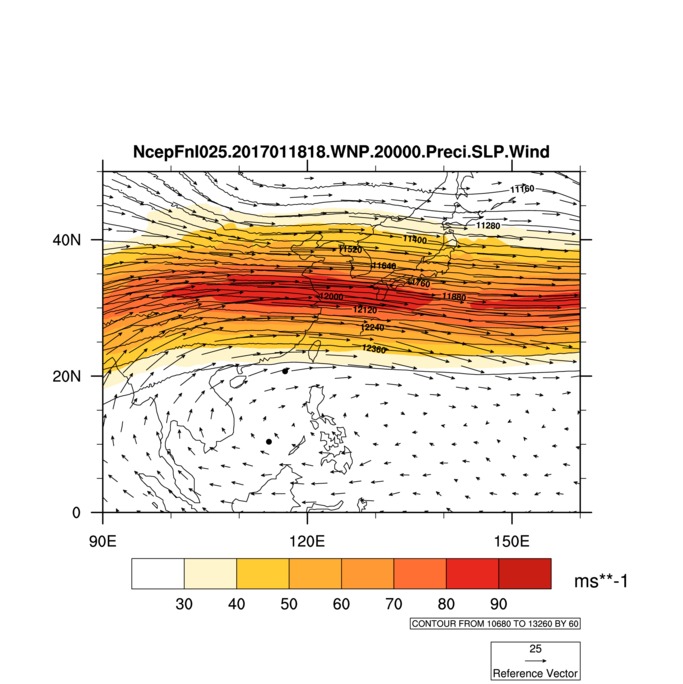 NcepFnl025.2017011818.WNP.20000.Preci.SLP.Wind
11160
11280
40N
11400
11520
11640
11760
12000
11880
12120
12240
12360
20N
0
90E 120E 150E
ms**-1
30 40 50 60 70 80 90
CONTOUR FROM 10680 TO 13260 BY 60
25
Reference Vector